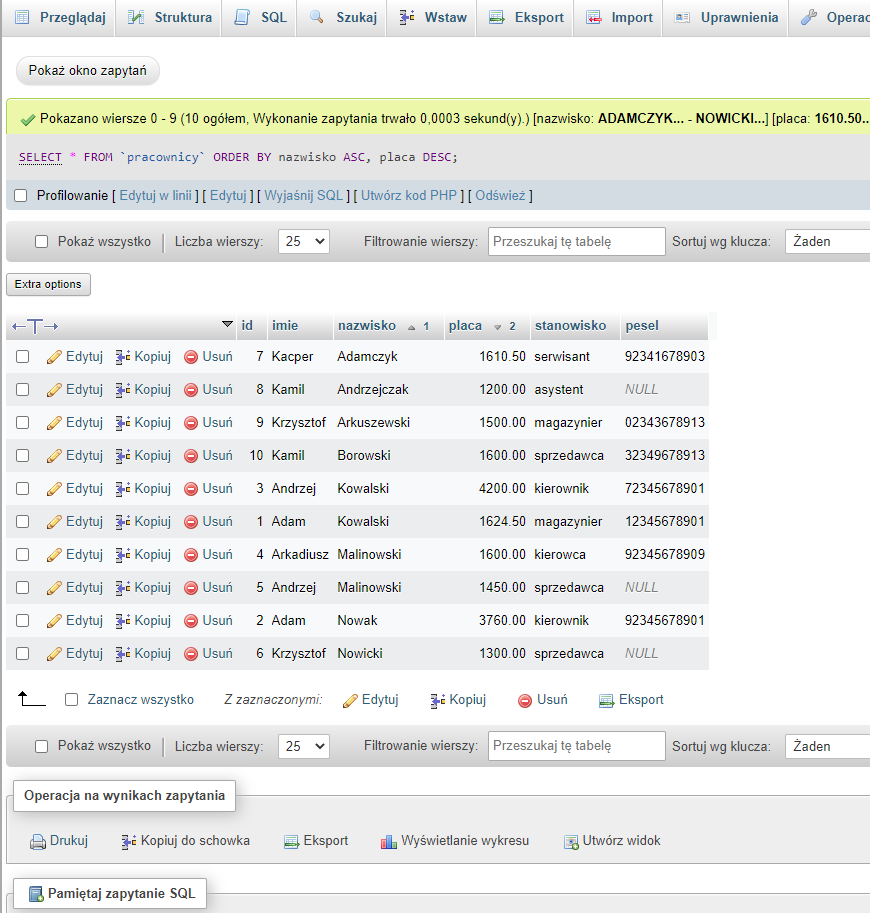 Przeglądaj Struktura SQL Szukaj Wstaw Eksport Import Uprawnienia Operac
Pokaż okno zapytań
Pokazano wiersze 0 - 9 (10 ogółem, Wykonanie zapytania trwało 0,0003 sekund(y).) [nazwisko: ADAMCZYK... - NOWICKI...] [placa: 1610.50..
SELECT * FROM `pracownicy` ORDER BY nazwisko ASC, placa DESC;
Profilowanie [ Edytuj w linii ] [ Edytuj ] [ Wyjaśnij SQL ] [ Utwórz kod PHP ] [ Odśwież ]
Pokaż wszystko | Liczba wierszy: 25 Filtrowanie wierszy: Przeszukaj tę tabelę Sortuj wg klucza: Żaden
Extra options
←T→ id imie nazwisko 1 placa 2 stanowisko pesel
Edytuj Kopiuj Usuń 7 Kacper Adamczyk 1610.50 serwisant 92341678903
Edytuj Kopiuj Usuń 8 Kamil Andrzejczak 1200.00 asystent NULL
Edytuj Kopiuj Usuń 9 Krzysztof Arkuszewski 1500.00 magazynier 02343678913
Edytuj Kopiuj Usuń 10 Kamil Borowski 1600.00 sprzedawca 32349678913
Edytuj Kopiuj Usuń 3 Andrzej Kowalski 4200.00 kierownik 72345678901
Edytuj Kopiuj Usuń 1 Adam Kowalski 1624.50 magazynier 12345678901
Edytuj Kopiuj Usuń 4 Arkadiusz Malinowski 1600.00 kierowca 92345678909
Edytuj Kopiuj Usuń 5 Andrzej Malinowski 1450.00 sprzedawca NULL
Edytuj Kopiuj Usuń 2 Adam Nowak 3760.00 kierownik 92345678901
Edytuj Kopiuj Usuń 6 Krzysztof Nowicki 1300.00 sprzedawca NULL
Zaznacz wszystko Z zaznaczonymi: Edytuj Kopiuj Usuń Eksport
Pokaż wszystko | Liczba wierszy: 25 Filtrowanie wierszy: Przeszukaj tę tabelę Sortuj wg klucza: Żaden
Operacja na wynikach zapytania
Drukuj Kopiuj do schowka Eksport Wyświetlanie wykresu Utwórz widok
Pamiętaj zapytanie SQL